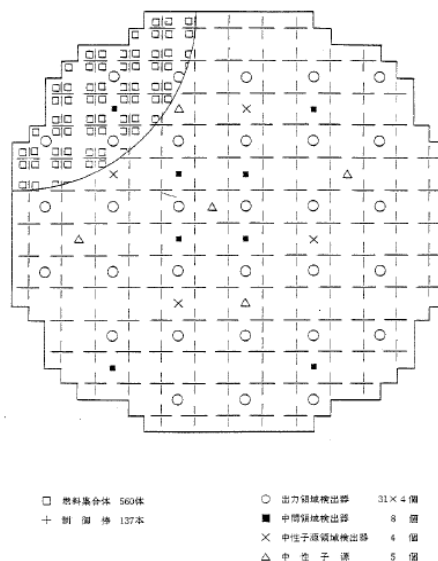 □ 燃料集合体 560体
+ 制御棒 137本
○ 出力領域検出器 31×4個
■ 中間領域検出器 8個
× 中性子源領域検出器 4個
△ 中性子源 5個